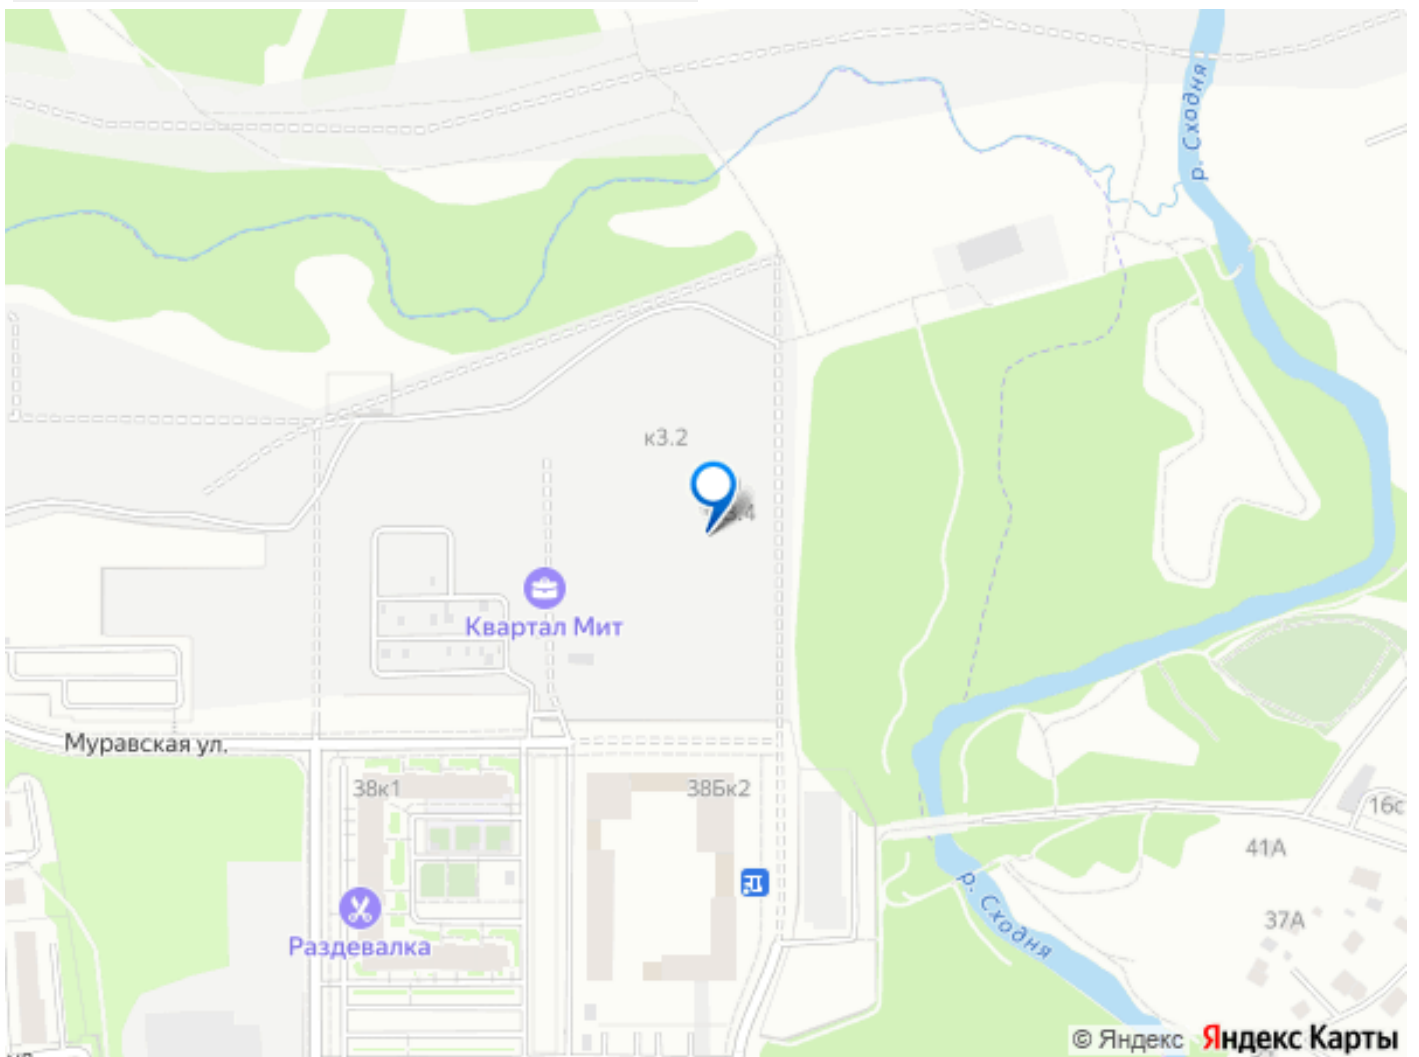 р. Сходня
к3.2
Квартал Мит
Муравская ул.
38к1
38Бк2
16с
41А
37А
Раздевалка
р. Сходня
© Яндекс Яндекс Карты